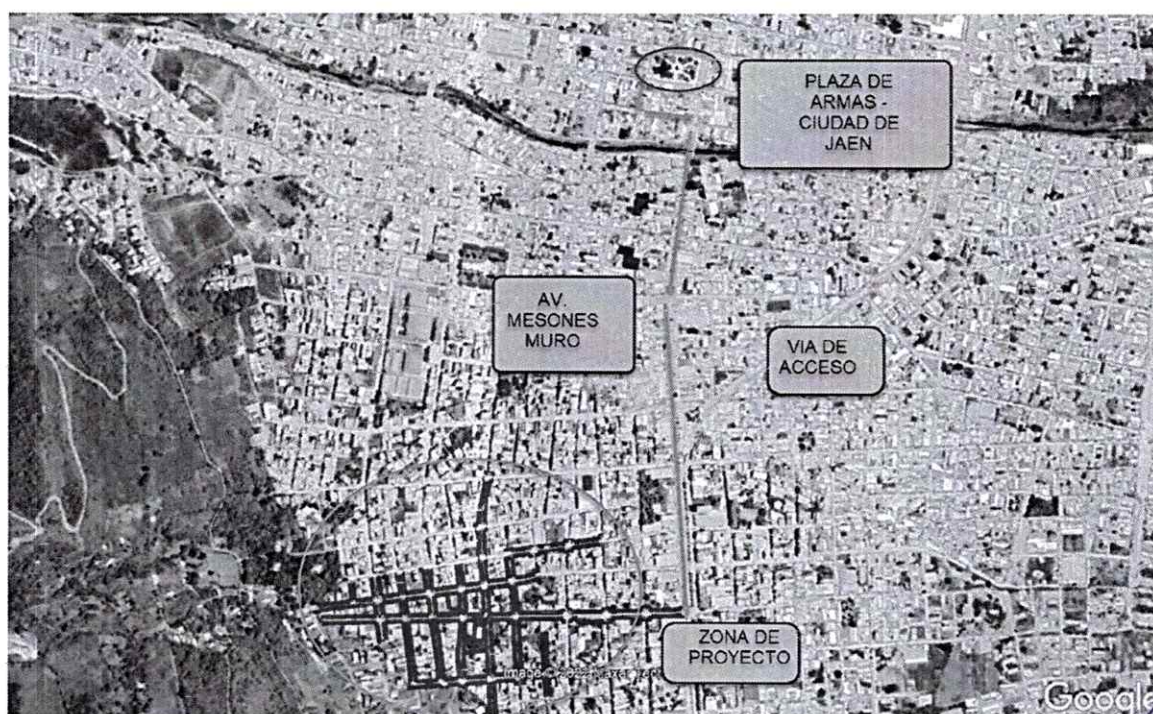 PLAZA DE
ARMAS -
CIUDAD DE
JAEN
AV.
MESONES
MURO
VIA DE
ACCESO
ZONA DE
PROYECTO
Google